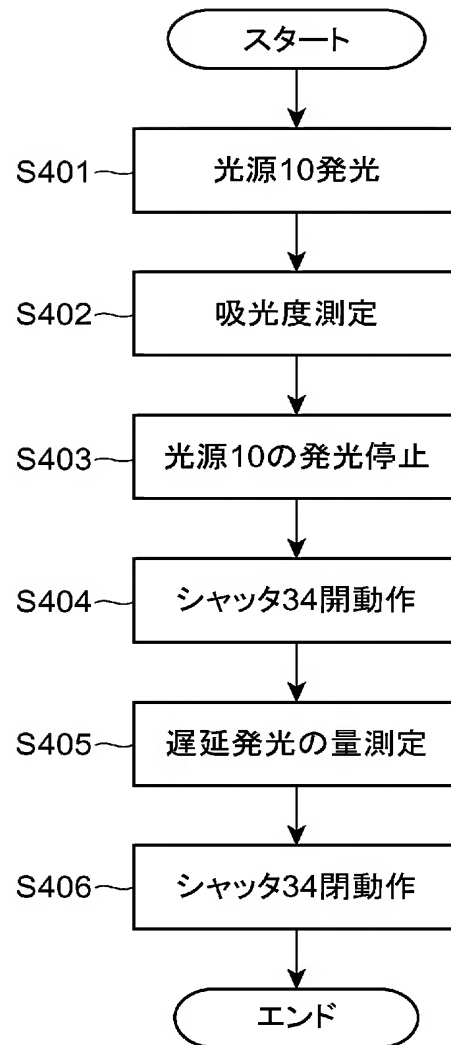 スタート
S401 光源10発光
S402 吸光度測定
S403 光源10の発光停止
S404 シャッタ34開動作
S405 遅延発光の量測定
S406 シャッタ34閉動作
エンド